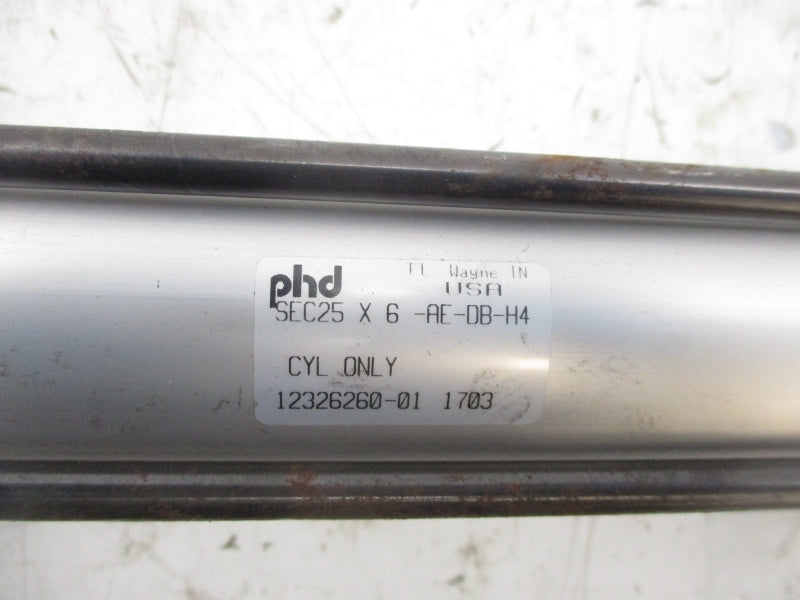 phd Ft. Wayne IN
USA
SEC25 X 6 -AE-DB-H4
CYL ONLY
12326260-01 1703